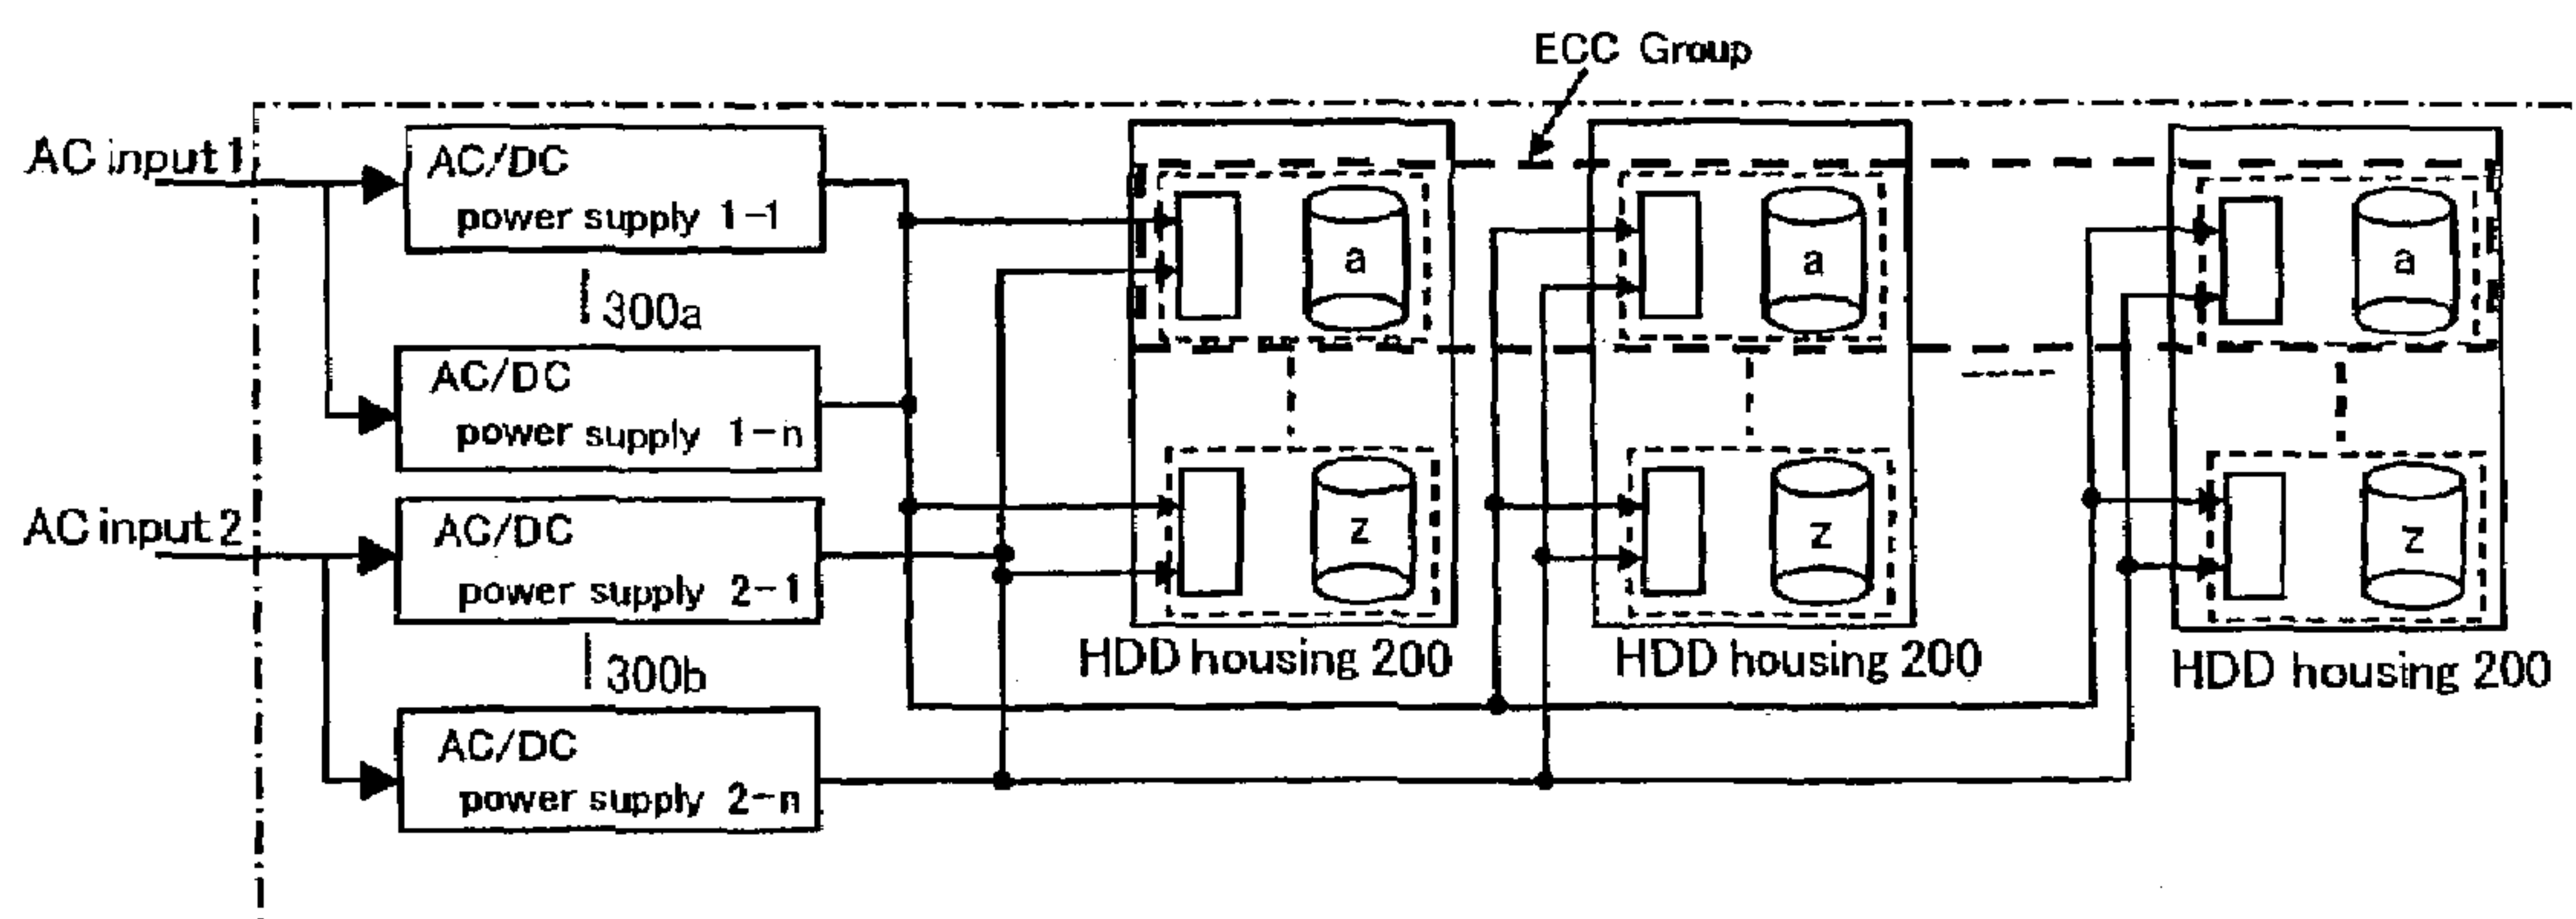 ECC Group
AC input 1
AC/DC
power supply 1-1
300a
AC/DC
power supply 1-n
AC input 2
AC/DC
power supply 2-1
300b
AC/DC
power supply 2-n
a
z
HDD housing 200
a
z
HDD housing 200
a
z
HDD housing 200